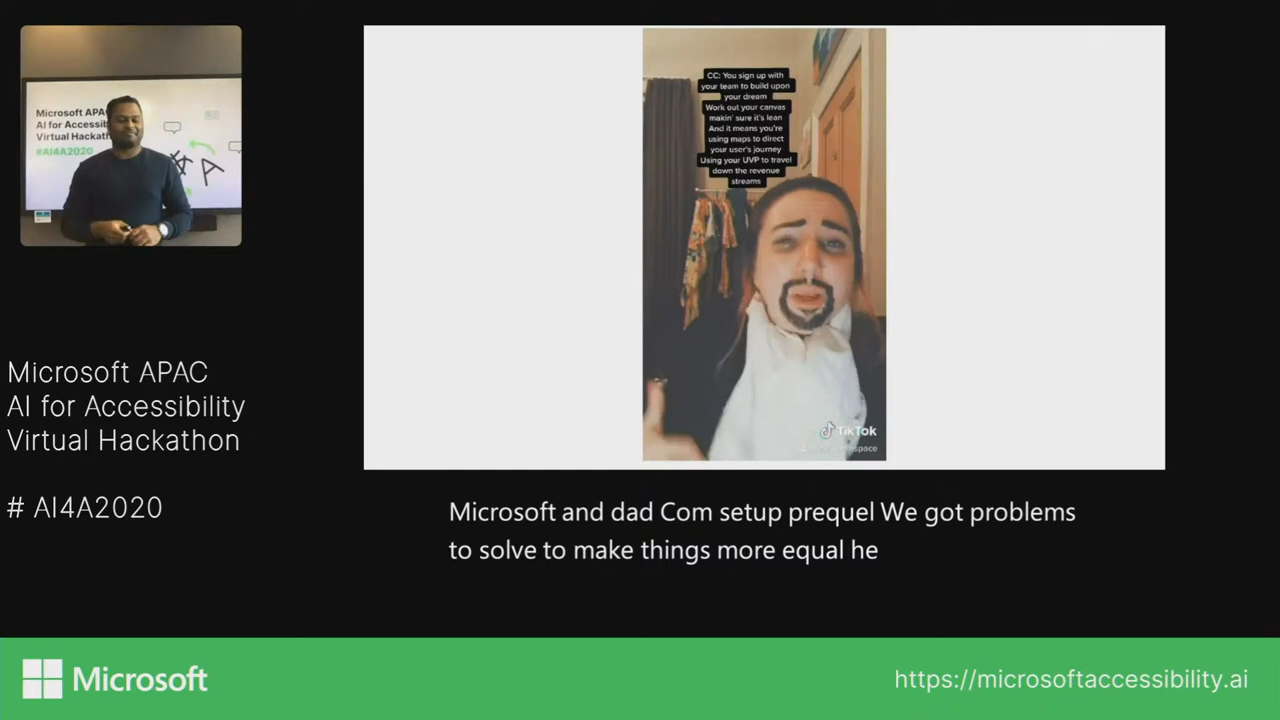 Microsoft APA
AI for Accessib
Virtual Hackath
#AI4A2020
A
CC: You sign up with
your team to build upon
your dream
Work out your canvas
makin' sure it's lean
And it means you're
using maps to direct
your user's journey
Using your UVP to travel
down the revenue
streams
TikTok
Microsoft APAC
AI for Accessibility
Virtual Hackathon
# AI4A2020
Microsoft and dad Com setup prequel We got problems
to solve to make things more equal he
Microsoft
https://microsoftaccessibility.ai